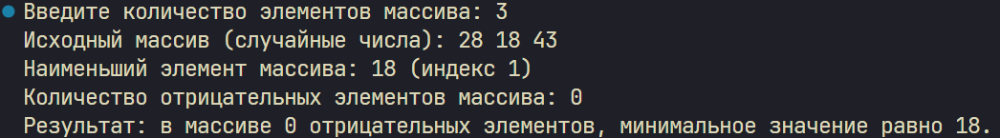 Введите количество элементов массива: 3
Исходный массив (случайные числа): 28 18 43
Наименьший элемент массива: 18 (индекс 1)
Количество отрицательных элементов массива: 0
Результат: в массиве 0 отрицательных элементов, минимальное значение равно 18.